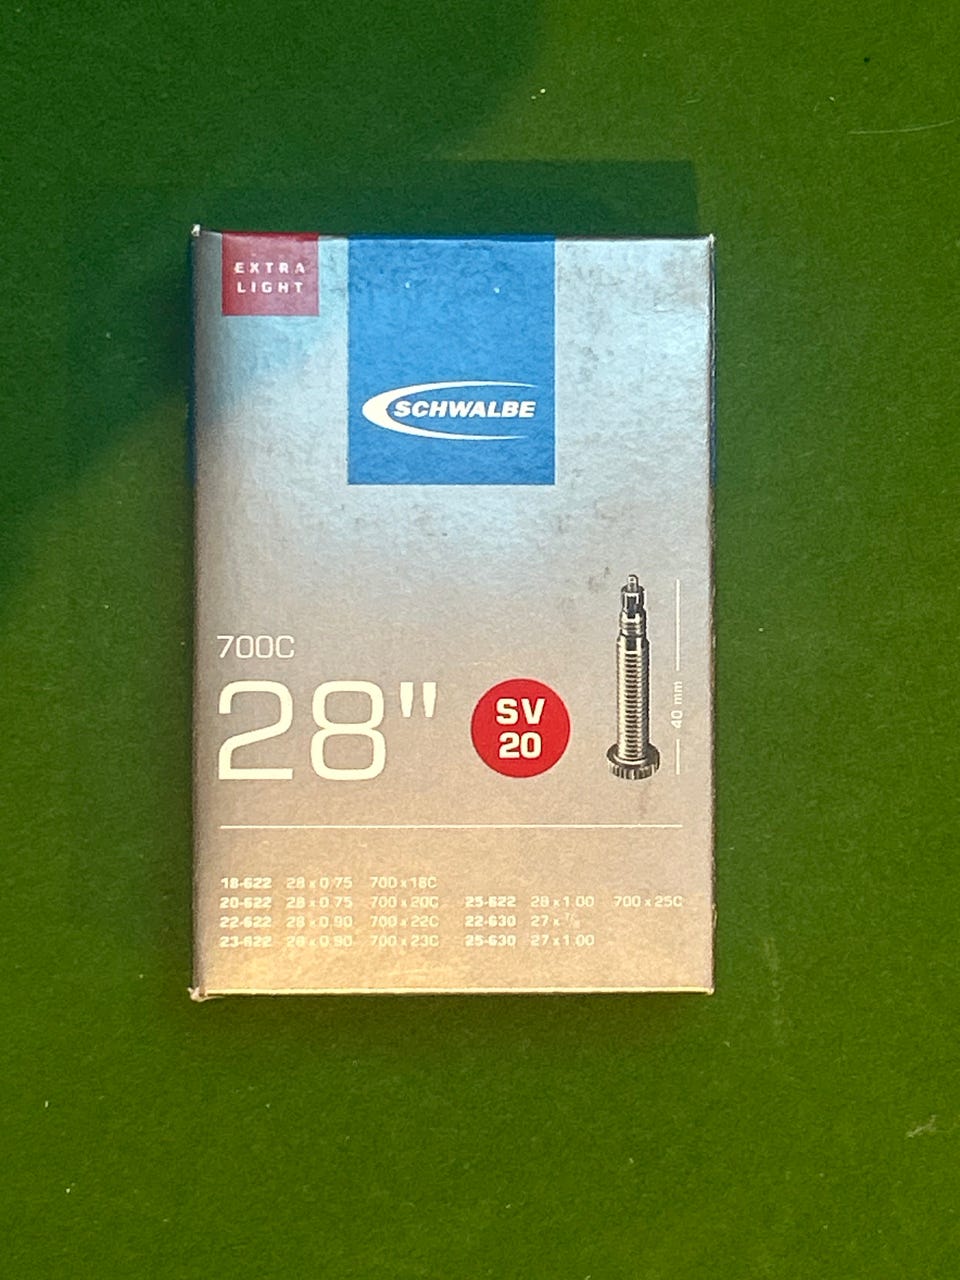 EXTRA
LIGHT
SCHWALBE
700C
28"
SV
20
40 mm
18-622 28 x 0.75 700 x 18C
20-622 28 x 0.75 700 x 20C 25-622 28 x 1.00 700 x 25C
22-622 28 x 0.90 700 x 22C 22-630 27 x
23-622 28 x 0.90 700 x 23C 25-630 27 x 1.00